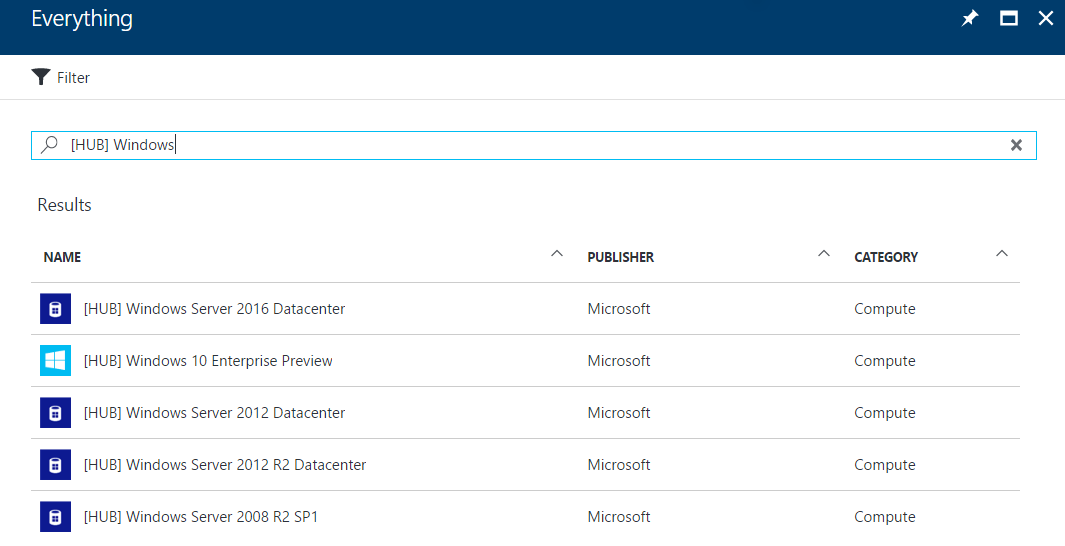 Everything
Filter
[HUB] Windows
Results
NAME PUBLISHER CATEGORY
[HUB] Windows Server 2016 Datacenter Microsoft Compute
[HUB] Windows 10 Enterprise Preview Microsoft Compute
[HUB] Windows Server 2012 Datacenter Microsoft Compute
[HUB] Windows Server 2012 R2 Datacenter Microsoft Compute
[HUB] Windows Server 2008 R2 SP1 Microsoft Compute